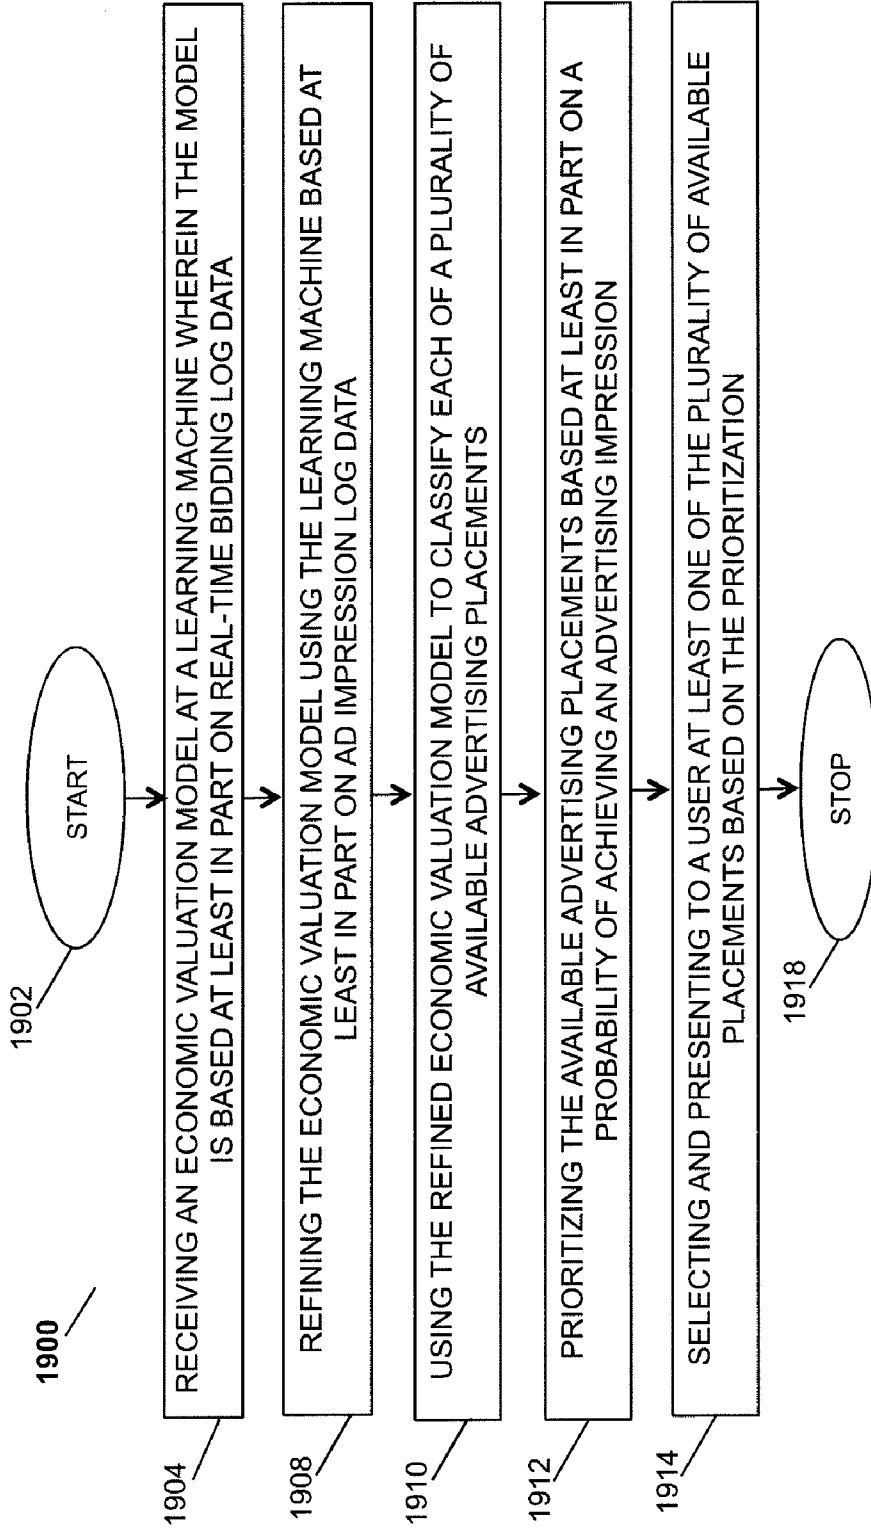 1900
1902
START
1904
RECEIVING AN ECONOMIC VALUATION MODEL AT A LEARNING MACHINE WHEREIN THE MODEL
IS BASED AT LEAST IN PART ON REAL-TIME BIDDING LOG DATA
1908
REFINING THE ECONOMIC VALUATION MODEL USING THE LEARNING MACHINE BASED AT
LEAST IN PART ON AD IMPRESSION LOG DATA
1910
USING THE REFINED ECONOMIC VALUATION MODEL TO CLASSIFY EACH OF A PLURALITY OF
AVAILABLE ADVERTISING PLACEMENTS
1912
PRIORITIZING THE AVAILABLE ADVERTISING PLACEMENTS BASED AT LEAST IN PART ON A
PROBABILITY OF ACHIEVING AN ADVERTISING IMPRESSION
1914
SELECTING AND PRESENTING TO A USER AT LEAST ONE OF THE PLURALITY OF AVAILABLE
PLACEMENTS BASED ON THE PRIORITIZATION
1918
STOP